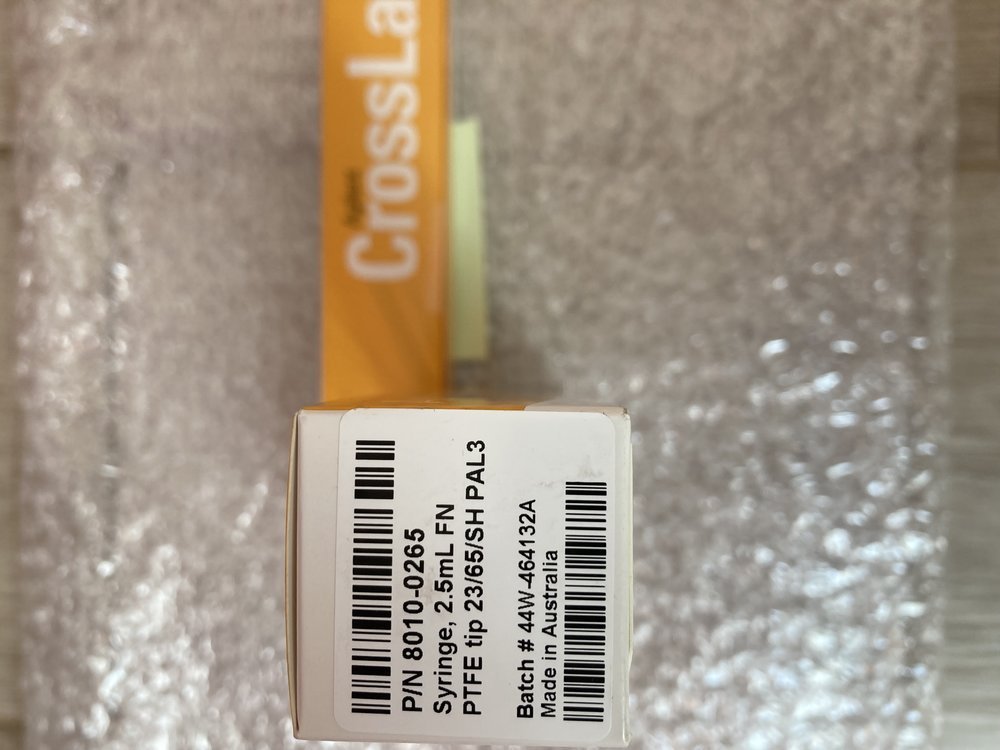 Agilent
CrossLa
P/N 8010-0265
Syringe, 2.5mL FN
PTFE tip 23/65/SH PAL3
Batch # 44W-464132A
Made in Australia